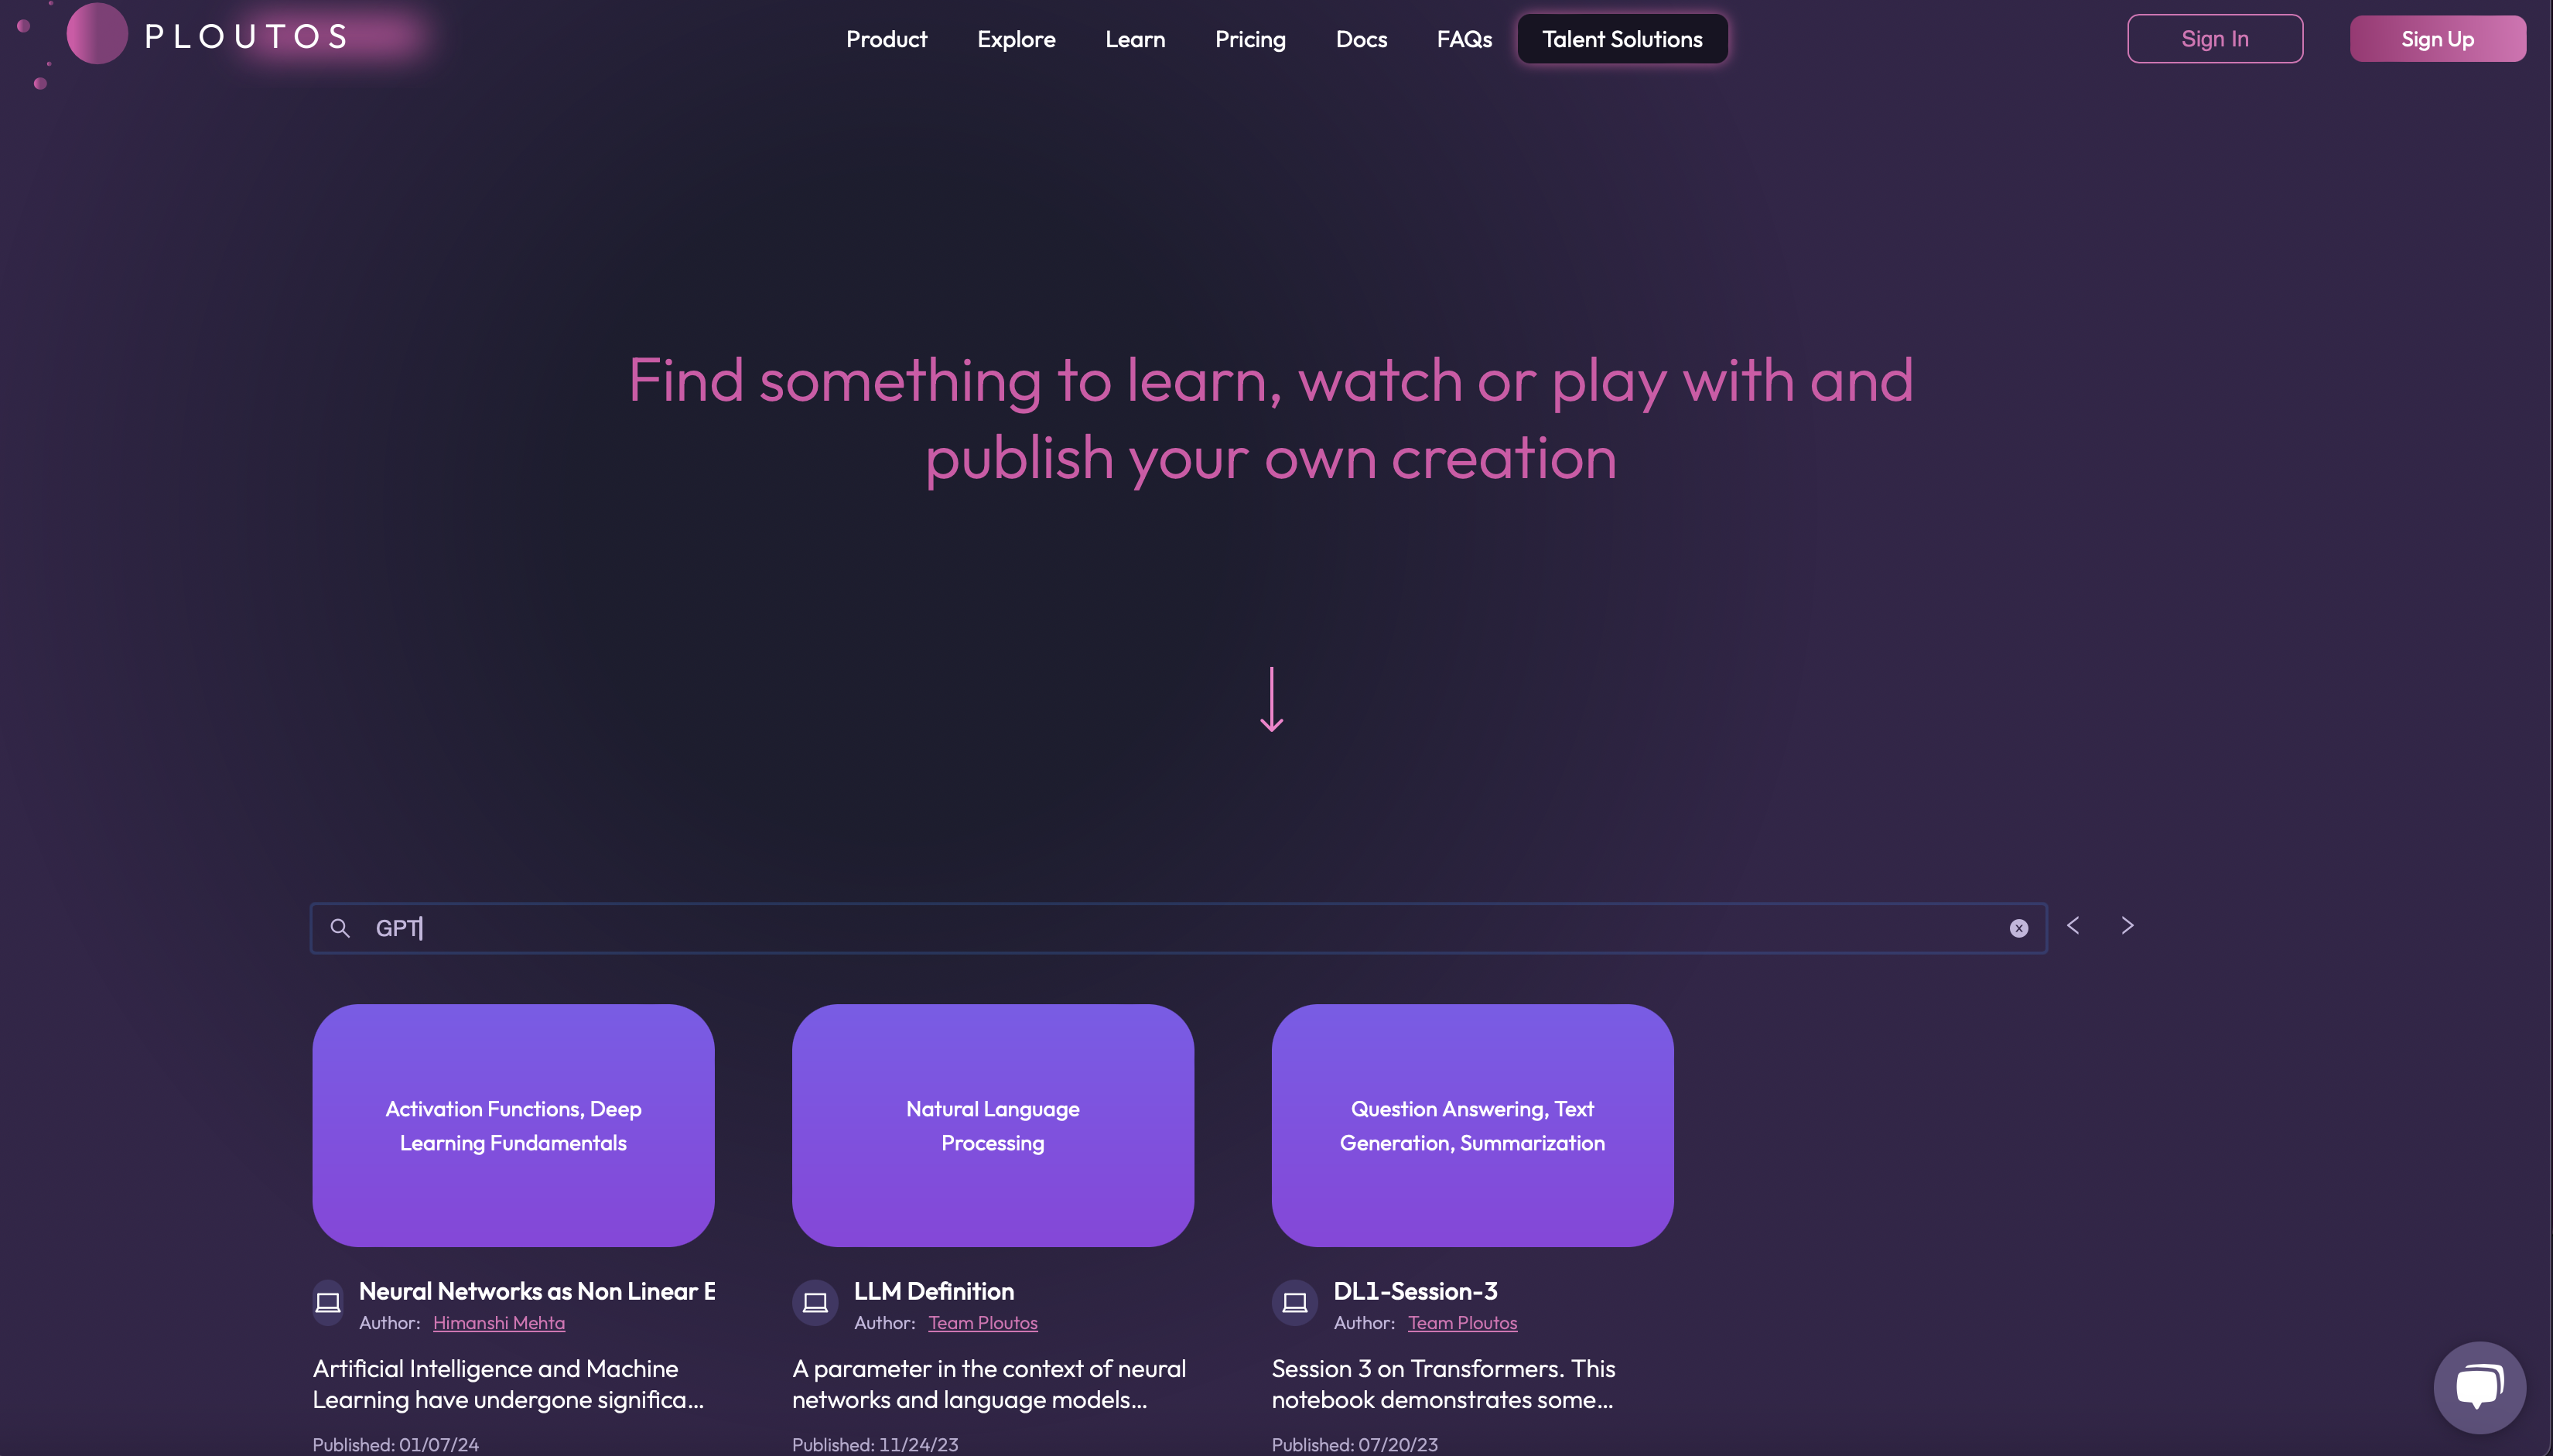 PLOUTOS
Product Explore Learn Pricing Docs FAQs Talent Solutions Sign In Sign Up
Find something to learn, watch or play with and
publish your own creation
GPT
Activation Functions, Deep
Learning Fundamentals
Natural Language
Processing
Question Answering, Text
Generation, Summarization
Neural Networks as Non Linear E
Author: Himanshi Mehta
Artificial Intelligence and Machine
Learning have undergone significa...
Published: 01/07/24
LLM Definition
Author: Team Ploutos
A parameter in the context of neural
networks and language models...
Published: 11/24/23
DL1-Session-3
Author: Team Ploutos
Session 3 on Transformers. This
notebook demonstrates some...
Published: 07/20/23